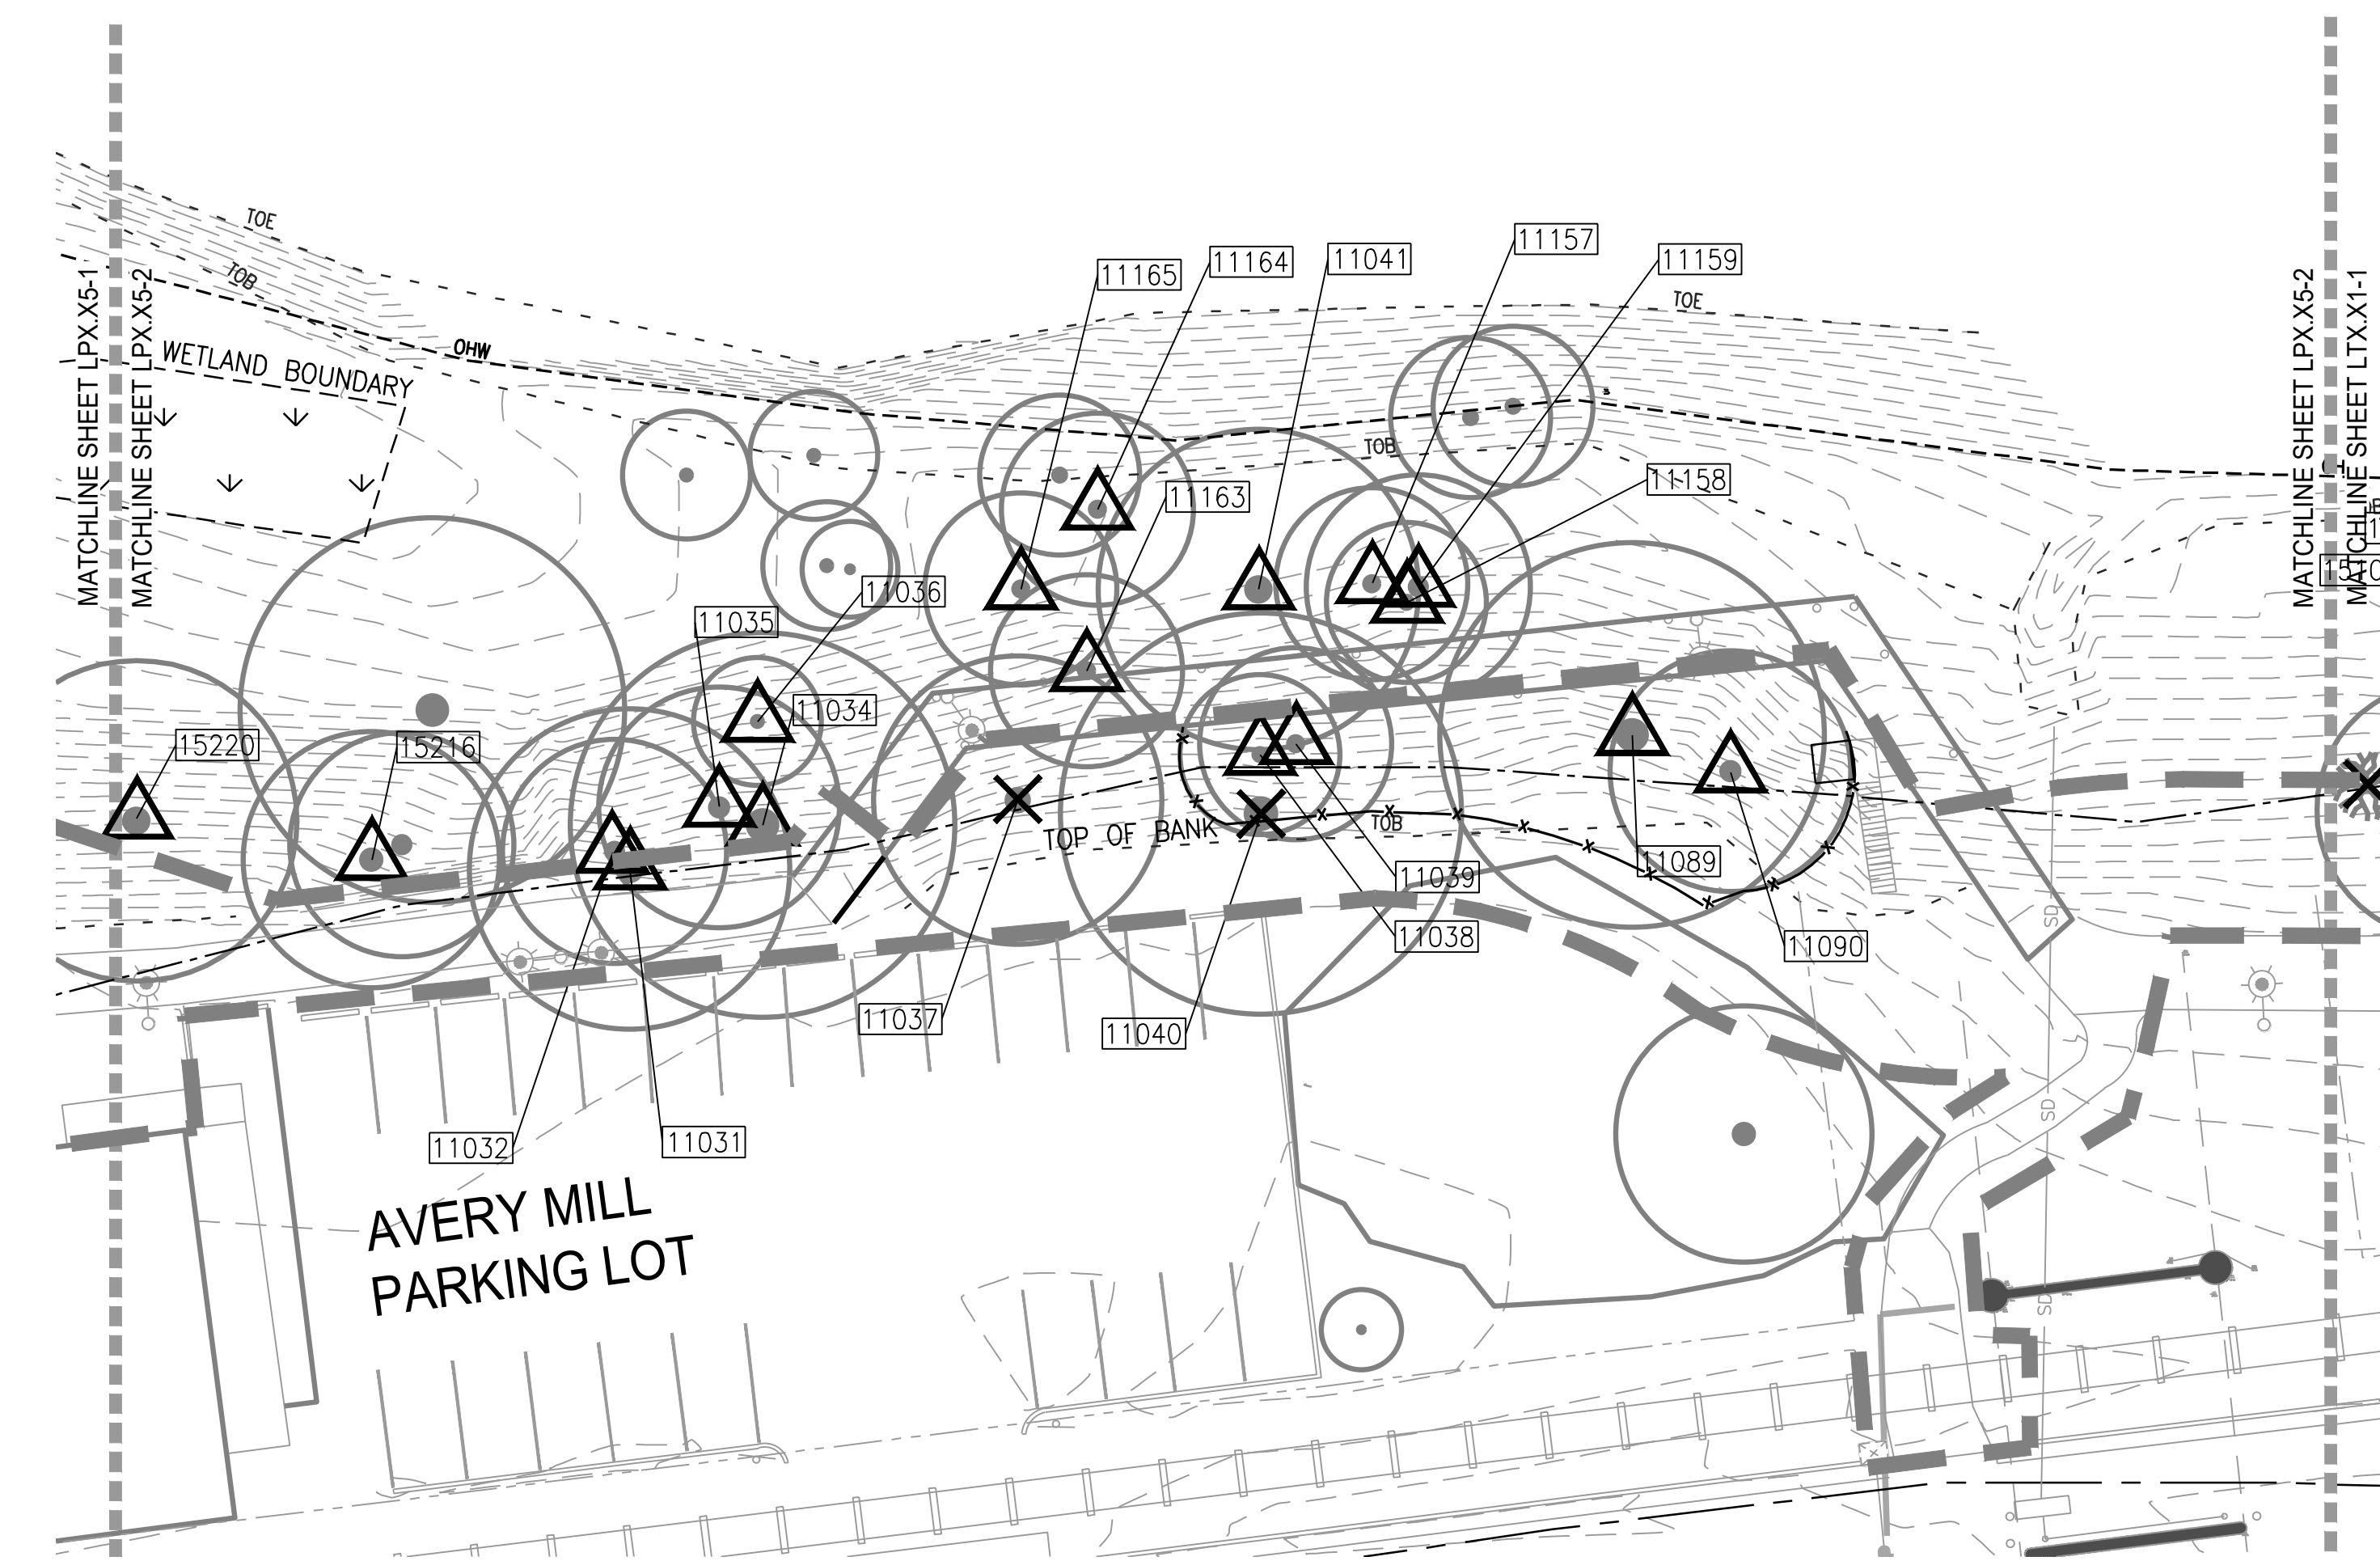 TOE
TOB
OHW
WETLAND BOUNDARY
MATCHLINE SHEET LPX.X5-1
MATCHLINE SHEET LPX.X5-2
11165
11164
11041
11157
11159
TOE
TOB
11158
11163
MATCHLINE SHEET LPX.X5-2
MATCHLINE SHEET LTX.X1-1
11036
11035
11034
15220
15216
TOP OF BANK
TOB
11089
11039
11038
11090
SD
11037
11040
11032
11031
SD
AVERY MILL
PARKING LOT
SD